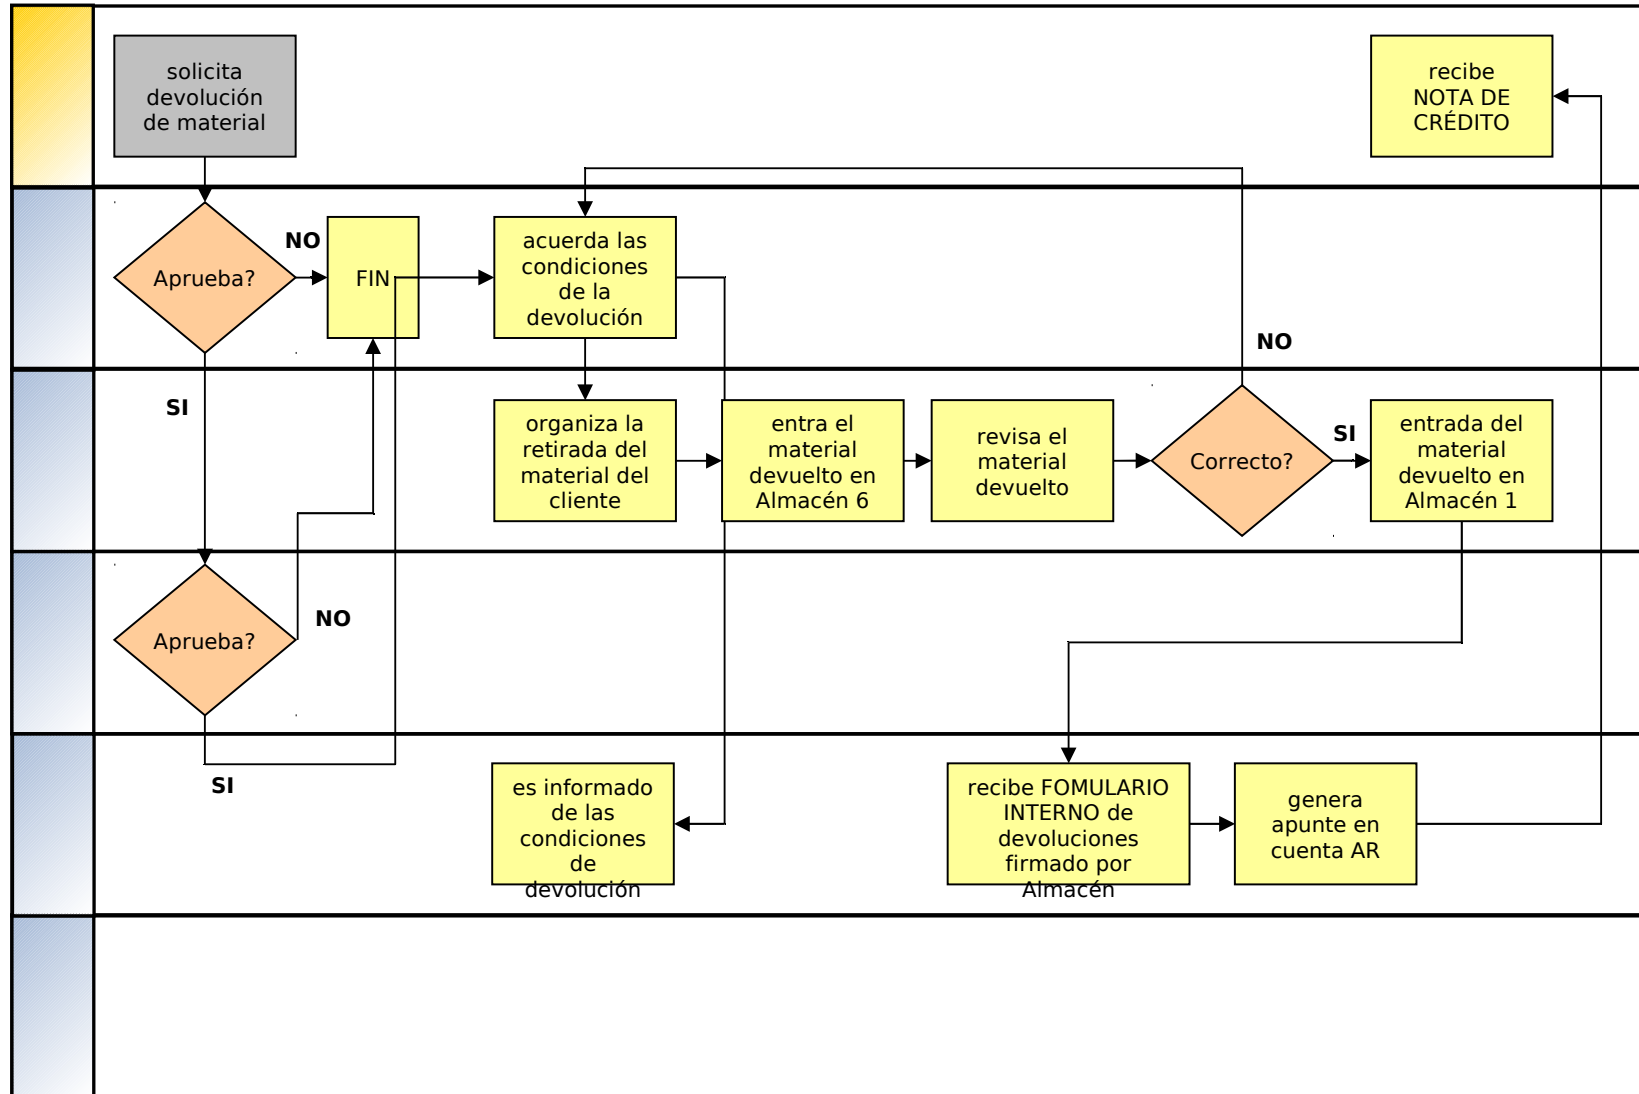 solicita
devolución
de material
recibe
NOTA DE
CRÉDITO
Aprueba?
NO
FIN
acuerda las
condiciones
de la
devolución
NO
SI
organiza la
retirada del
material del
cliente
entra el
material
devuelto en
Almacén 6
revisa el
material
devuelto
Correcto?
SI
entrada del
material
devuelto en
Almacén 1
Aprueba?
NO
SI
es informado
de las
condiciones
de
devolución
recibe FOMULARIO
INTERNO de
devoluciones
firmado por
Almacén
genera
apunte en
cuenta AR